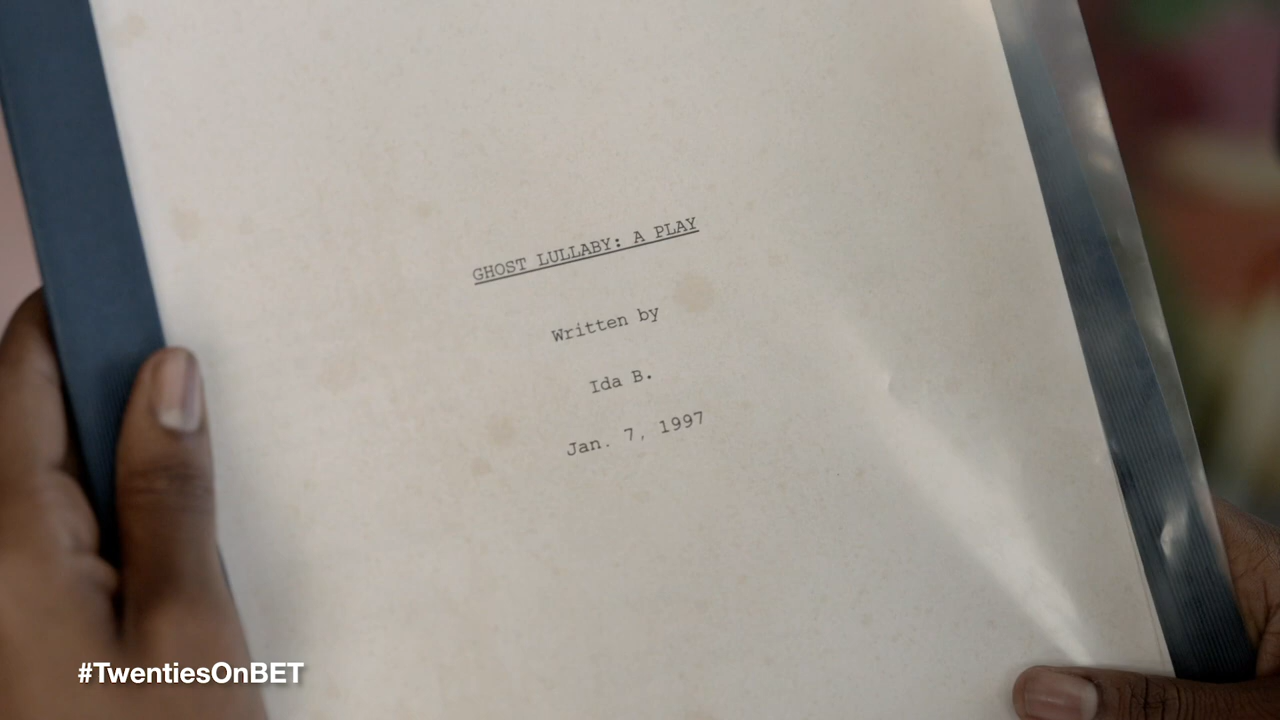 GHOST LULLABY: A PLAY
Written by
Ida B.
Jan. 7, 1997
#TwentiesOnBET